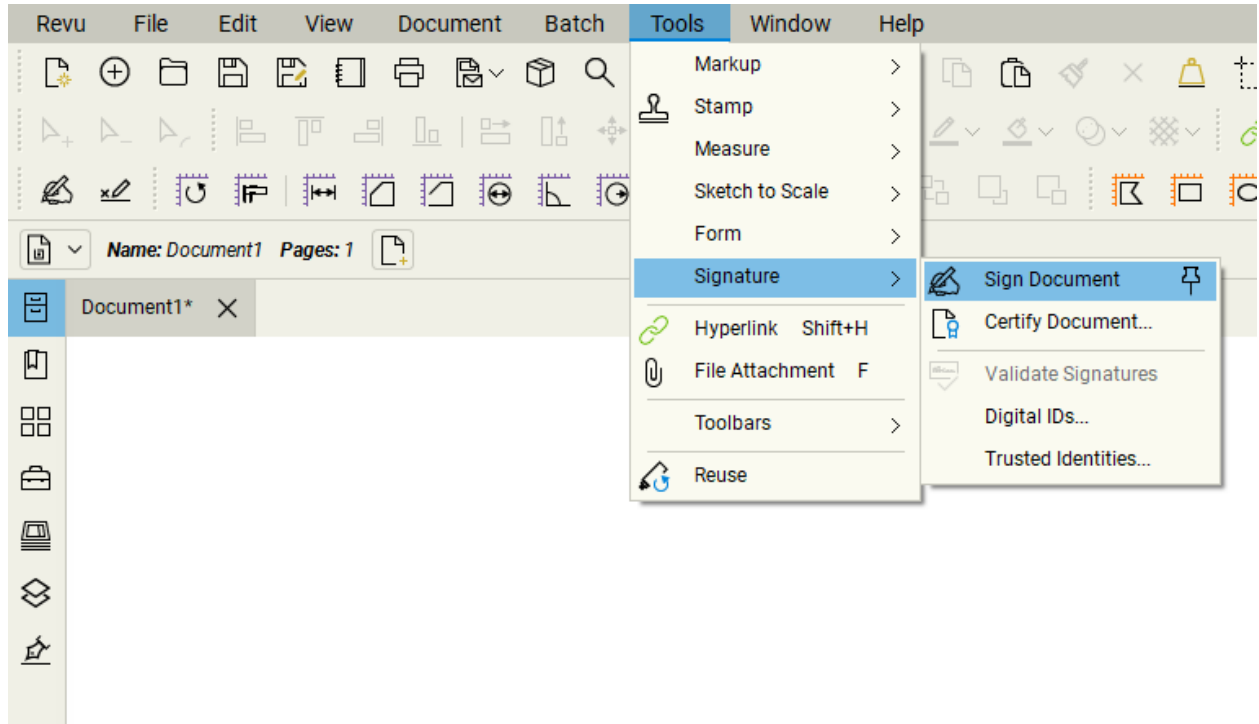 Revu File Edit View Document Batch Tools Window Help
Name: Document1 Pages: 1
Document1*
Markup
Stamp
Measure
Sketch to Scale
Form
Signature
Hyperlink Shift+H
File Attachment F
Toolbars
Reuse
Sign Document
Certify Document...
Validate Signatures
Digital IDs...
Trusted Identities...